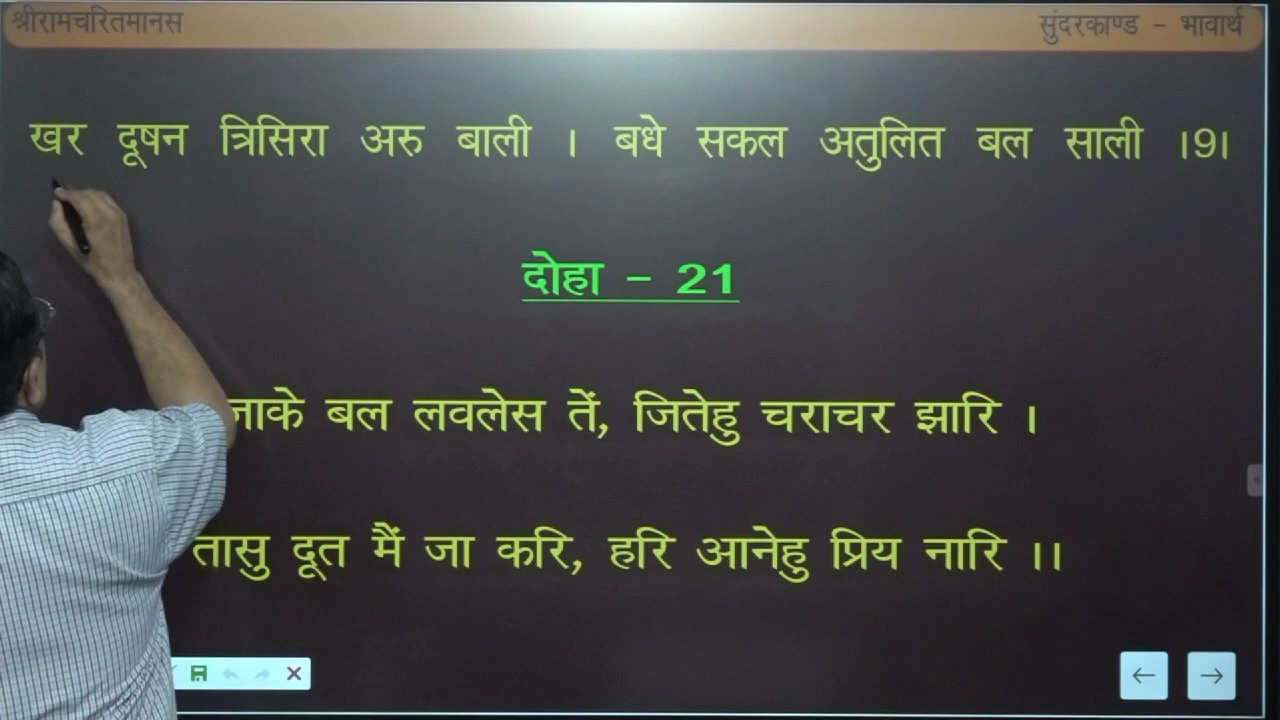 श्रीरामचरितमानस
सुंदरकाण्ड - भावार्थ
खर दूषन त्रिसिरा अरु बाली । बधे सकल अतुलित बल साली ।9।
दोहा - 21
जाके बल लवलेस तें, जितेहु चराचर झारि ।
तासु दूत मैं जा करि, हरि आनेहु प्रिय नारि ।।